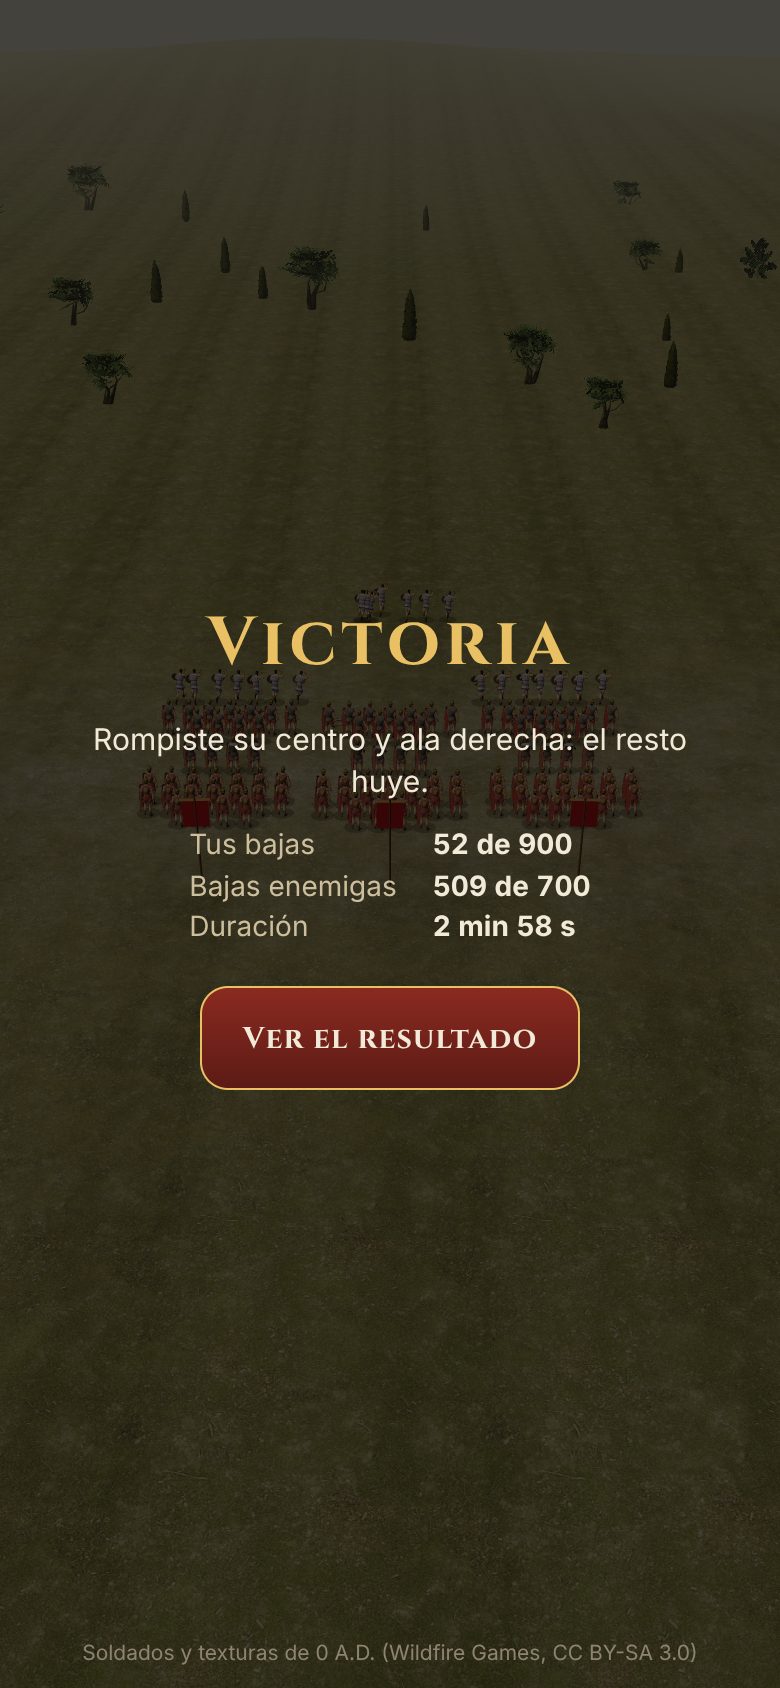 Victoria
Rompiste su centro y ala derecha: el resto
huye.
Tus bajas 52 de 900
Bajas enemigas 509 de 700
Duración 2 min 58 s
Ver el resultado
Soldados y texturas de 0 A.D. (Wildfire Games, CC BY-SA 3.0)